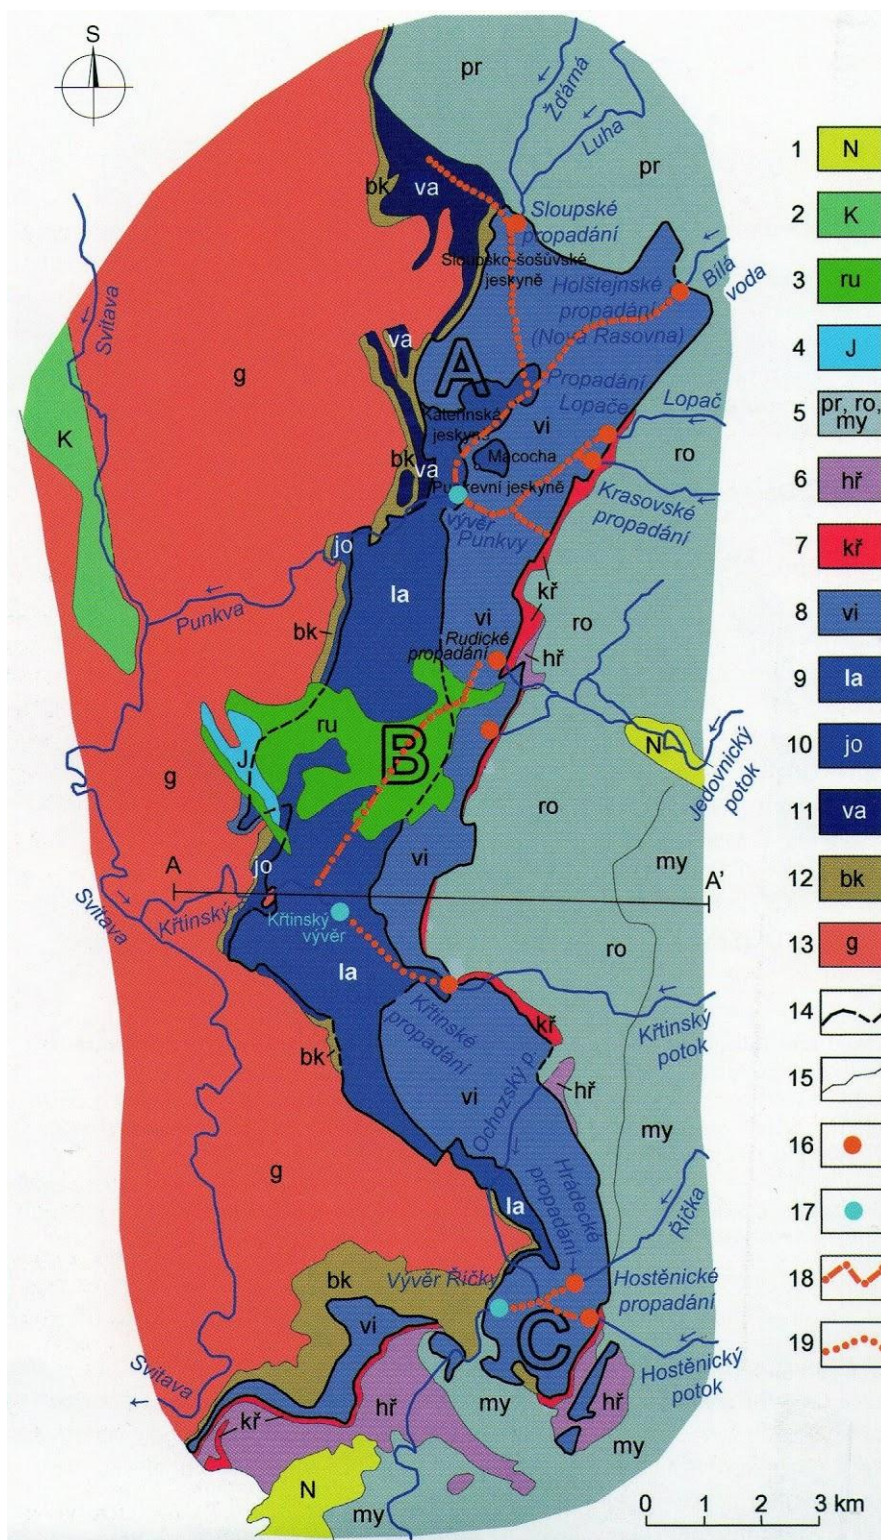 S
pr
Žďárná
Luha
pr
bk
va
Sloupské
propadání
Sloupsko-šošůvské
jeskyně
Holštejnské
propadání
(Nová Rasovna)
Bílá
voda
Svitava
va
g
A
Propadání
Lopače
Lopač
K
Kateřinské
jeskyně
vi
bk
va
Macocha
ro
Punkevní jeskyně
Krasovské
propadání
vývěr
Punkvy
jo
la
kř
Punkva
bk
vi
ro
Rudické
propadání
hř
ru
B
J
N
g
Jedovnický
potok
ro
jo
vi
my
A
A'
Svitava
Křtinský
Křtinský
vývěr
ro
la
Křtinské
propadání
kř
Křtinský
potok
bk
vi
Ochozský p.
hř
my
g
la
Hrádecké
propadání
Říčka
bk
Vývěr Říčky
Hostěnické
propadání
vi
C
Hostěnický
potok
Svitava
kř
hř
my
hř
my
N
my
1 N
2 K
3 ru
4 J
5 pr, ro,
my
6 hř
7 kř
8 vi
9 la
10 jo
11 va
12 bk
13 g
14
15
16
17
18
19
0 1 2 3 km